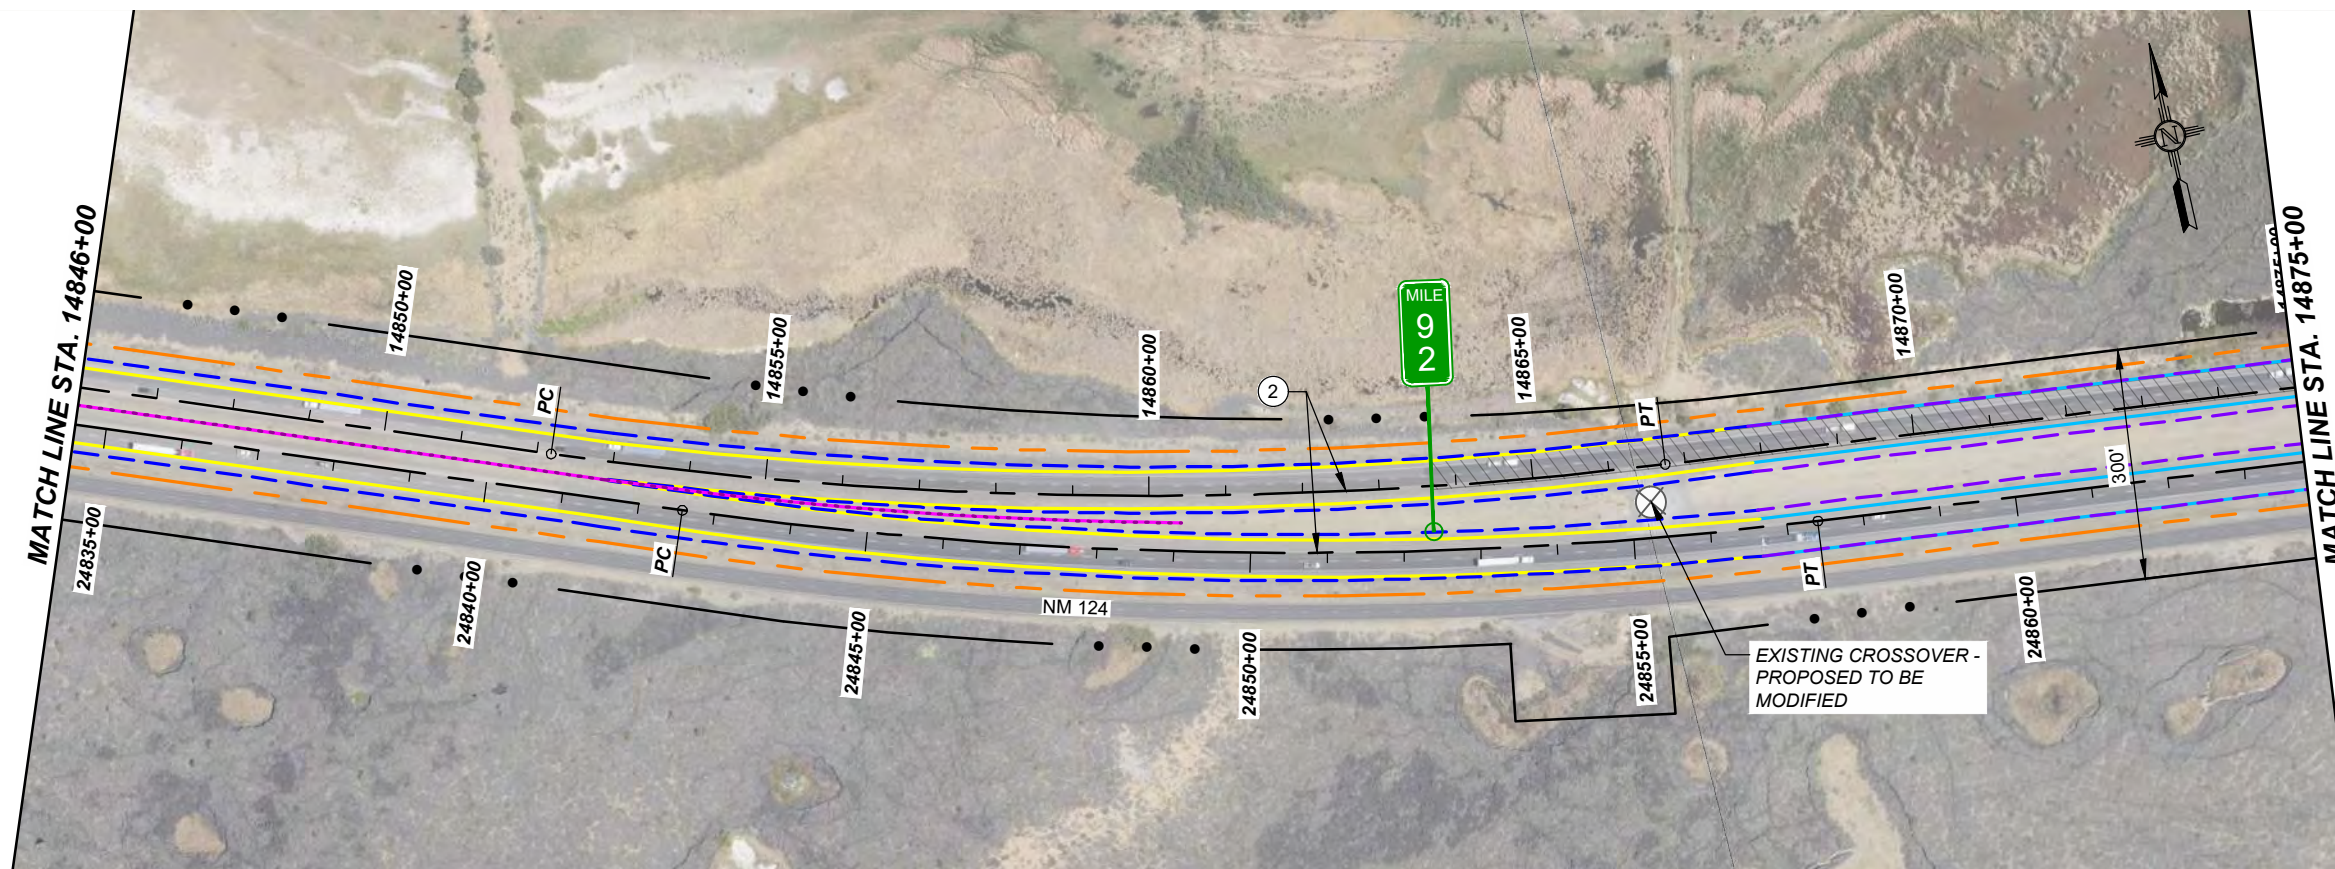 MATCH LINE STA. 14846+00
14850+00
14855+00
14860+00
14865+00
14870+00
14875+00
MATCH LINE STA. 14875+00
N
MILE
9
2
2
PC
PT
300'
24835+00
PC
24840+00
24845+00
NM 124
24850+00
24855+00
PT
24860+00
EXISTING CROSSOVER -
PROPOSED TO BE
MODIFIED